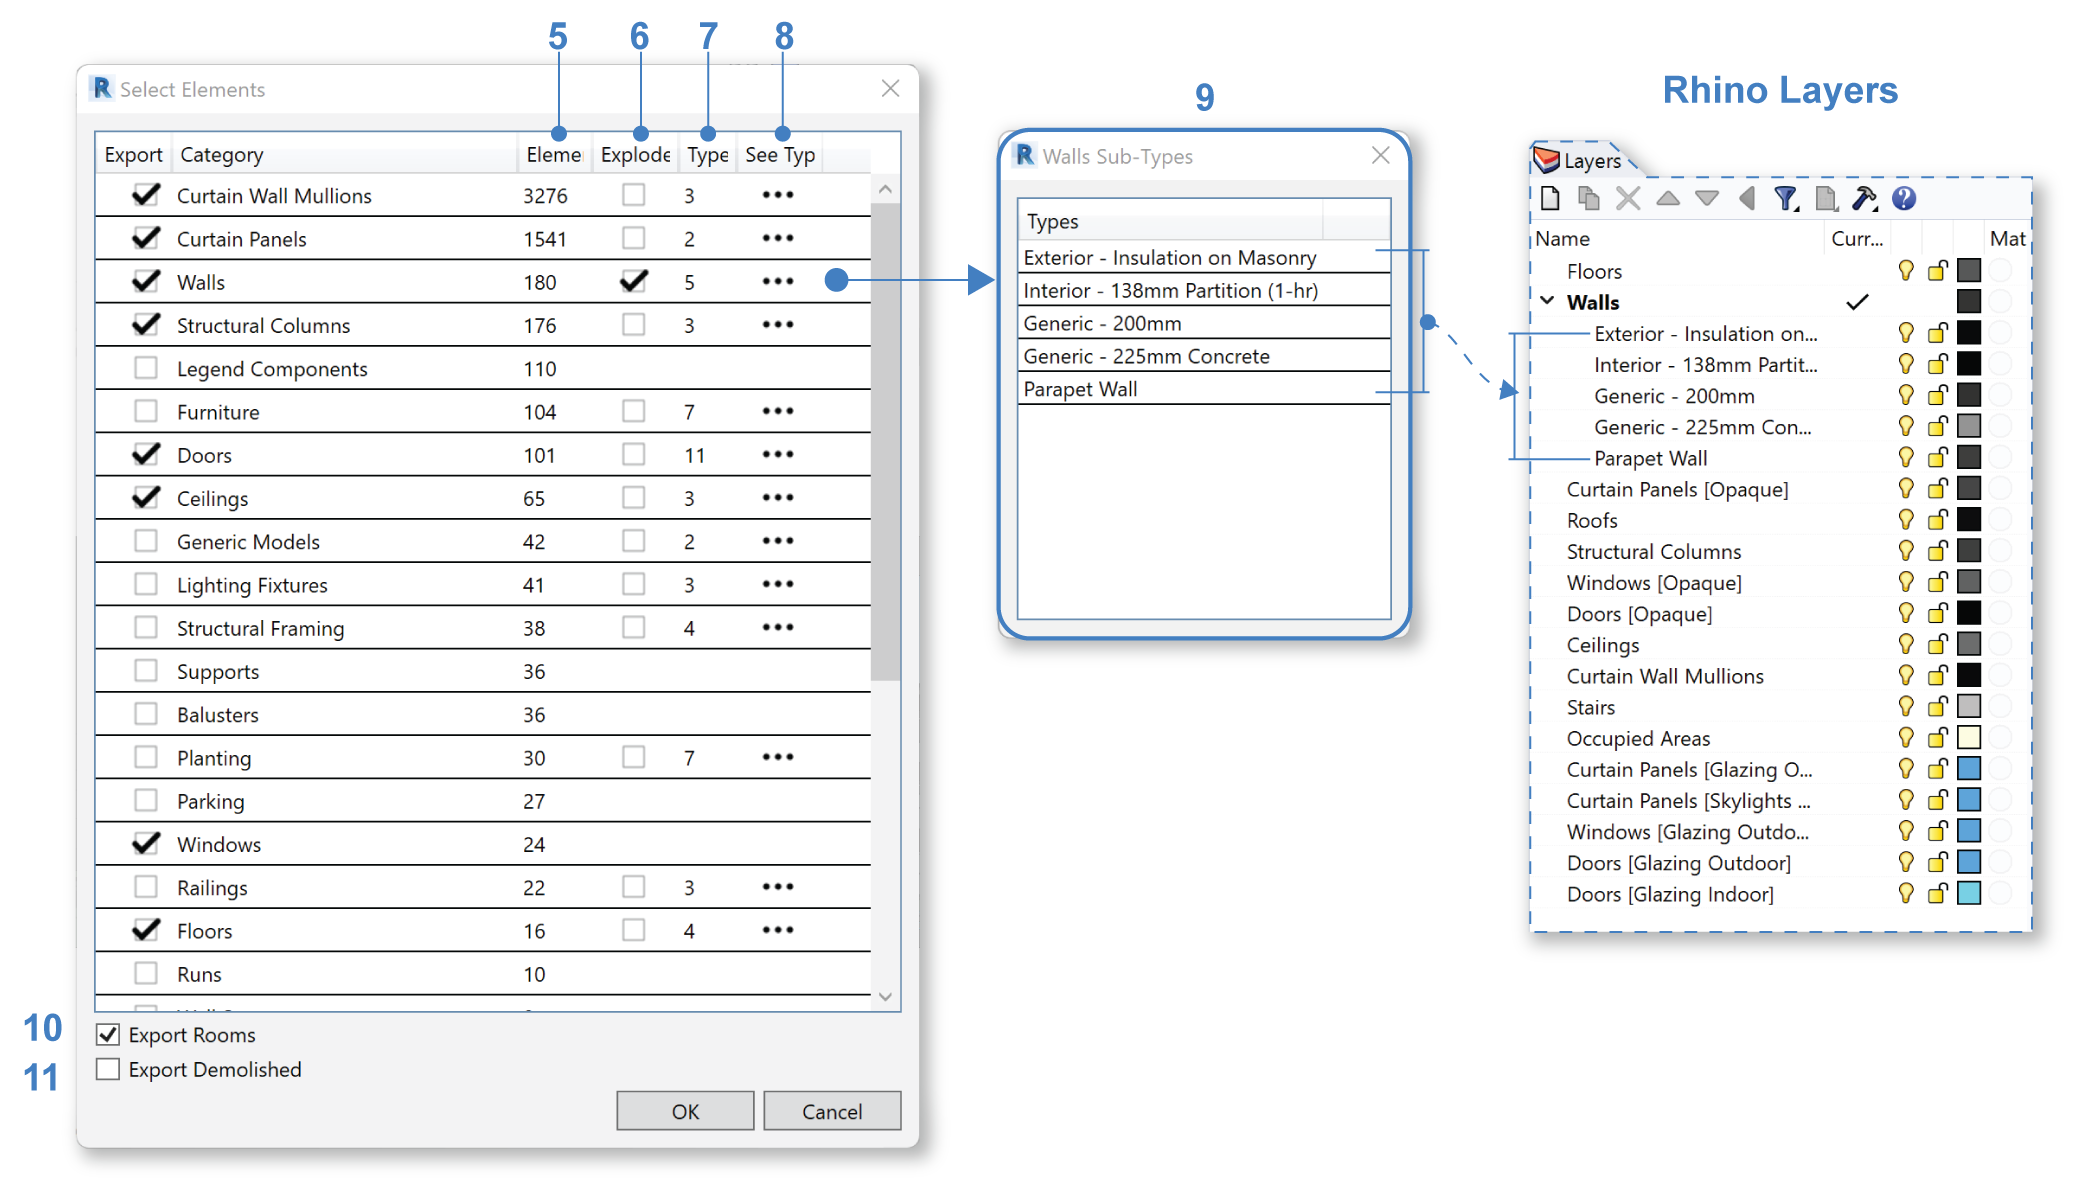 5 6 7 8
Select Elements
Export Category Eleme Explode Type See Typ
Curtain Wall Mullions 3276 3 •••
Curtain Panels 1541 2 •••
Walls 180 5 •••
Structural Columns 176 3 •••
Legend Components 110
Furniture 104 7 •••
Doors 101 11 •••
Ceilings 65 3 •••
Generic Models 42 2 •••
Lighting Fixtures 41 3 •••
Structural Framing 38 4 •••
Supports 36
Balusters 36
Planting 30 7 •••
Parking 27
Windows 24
Railings 22 3 •••
Floors 16 4 •••
Runs 10
10 Export Rooms
11 Export Demolished
OK Cancel
9
Walls Sub-Types
Types
Exterior - Insulation on Masonry
Interior - 138mm Partition (1-hr)
Generic - 200mm
Generic - 225mm Concrete
Parapet Wall
Rhino Layers
Layers
Name Curr... Mat
Floors
Walls
Exterior - Insulation on...
Interior - 138mm Partit...
Generic - 200mm
Generic - 225mm Con...
Parapet Wall
Curtain Panels [Opaque]
Roofs
Structural Columns
Windows [Opaque]
Doors [Opaque]
Ceilings
Curtain Wall Mullions
Stairs
Occupied Areas
Curtain Panels [Glazing O...
Curtain Panels [Skylights ...
Windows [Glazing Outdo...
Doors [Glazing Outdoor]
Doors [Glazing Indoor]